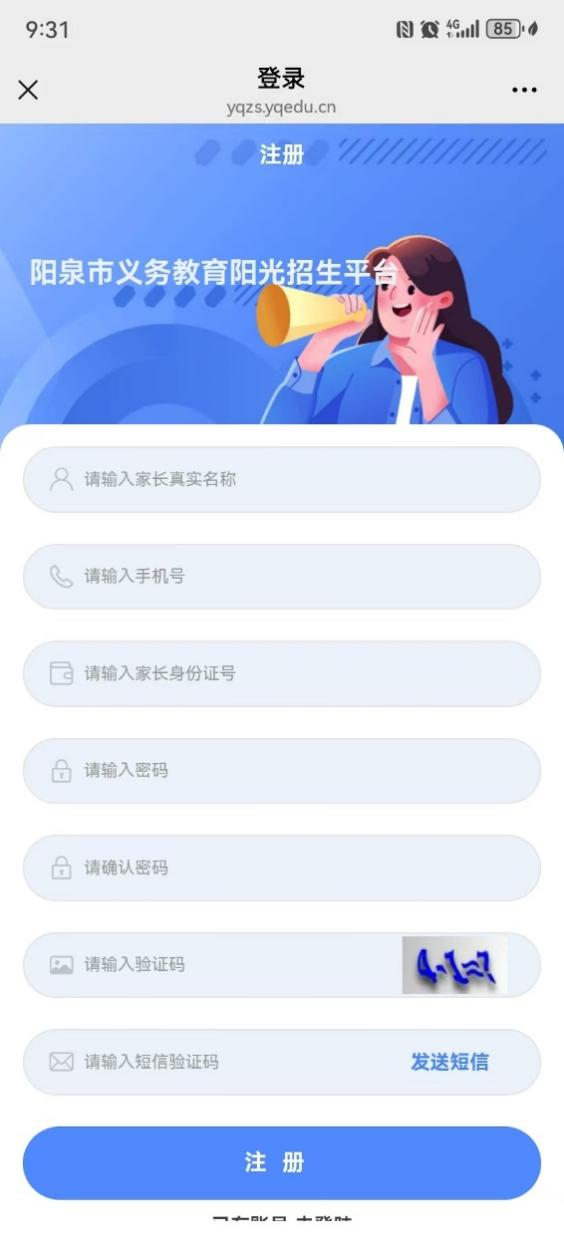 9:31
4G
85
登录
yqzs.yqedu.cn
注册
阳泉市义务教育阳光招生平台
请输入家长真实名称
请输入手机号
请输入家长身份证号
请输入密码
请确认密码
请输入验证码
请输入短信验证码
发送短信
注 册